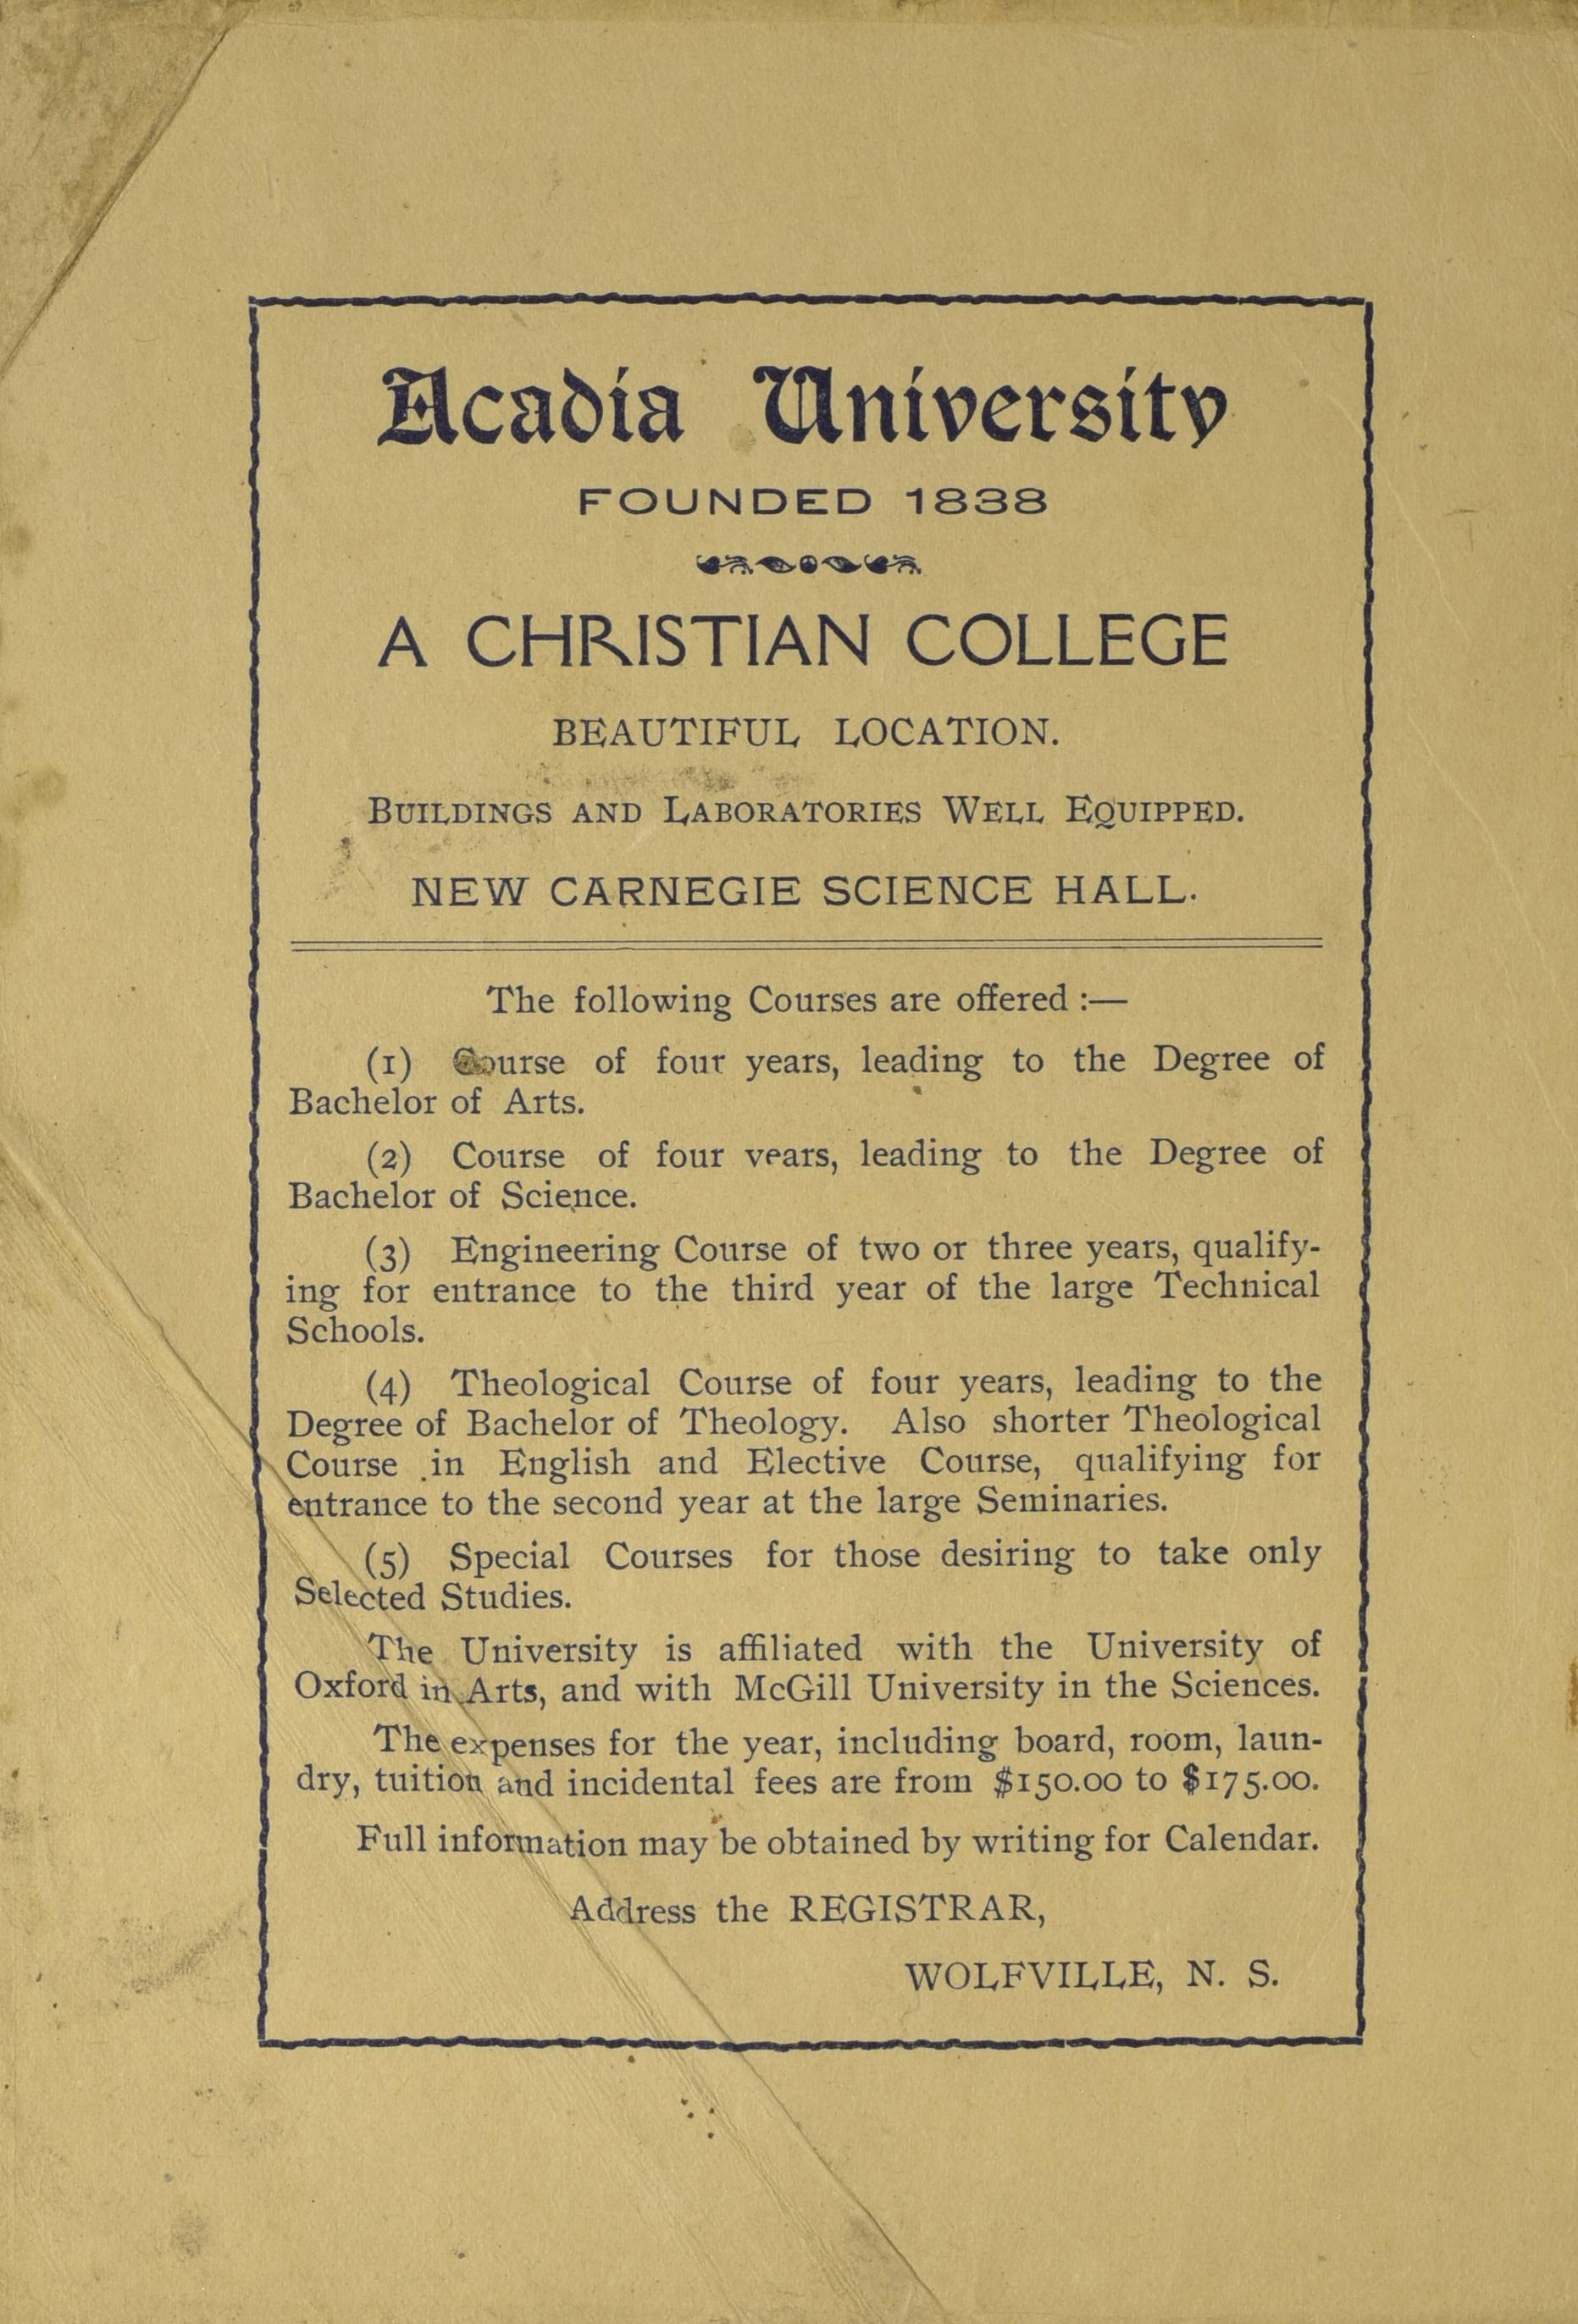 Acadia University
FOUNDED 1838
A CHRISTIAN COLLEGE
BEAUTIFUL LOCATION.
BUILDINGS AND LABORATORIES WELL EQUIPPED.
NEW CARNEGIE SCIENCE HALL.
The following Courses are offered :—
(1) Course of four years, leading to the Degree of
Bachelor of Arts.
(2) Course of four years, leading to the Degree of
Bachelor of Science.
(3) Engineering Course of two or three years, qualify-
ing for entrance to the third year of the large Technical
Schools.
(4) Theological Course of four years, leading to the
Degree of Bachelor of Theology. Also shorter Theological
Course in English and Elective Course, qualifying for
entrance to the second year at the large Seminaries.
(5) Special Courses for those desiring to take only
Selected Studies.
The University is affiliated with the University of
Oxford in Arts, and with McGill University in the Sciences.
The expenses for the year, including board, room, laun-
dry, tuition and incidental fees are from $150.00 to $175.00.
Full information may be obtained by writing for Calendar.
Address the REGISTRAR,
WOLFVILLE, N. S.